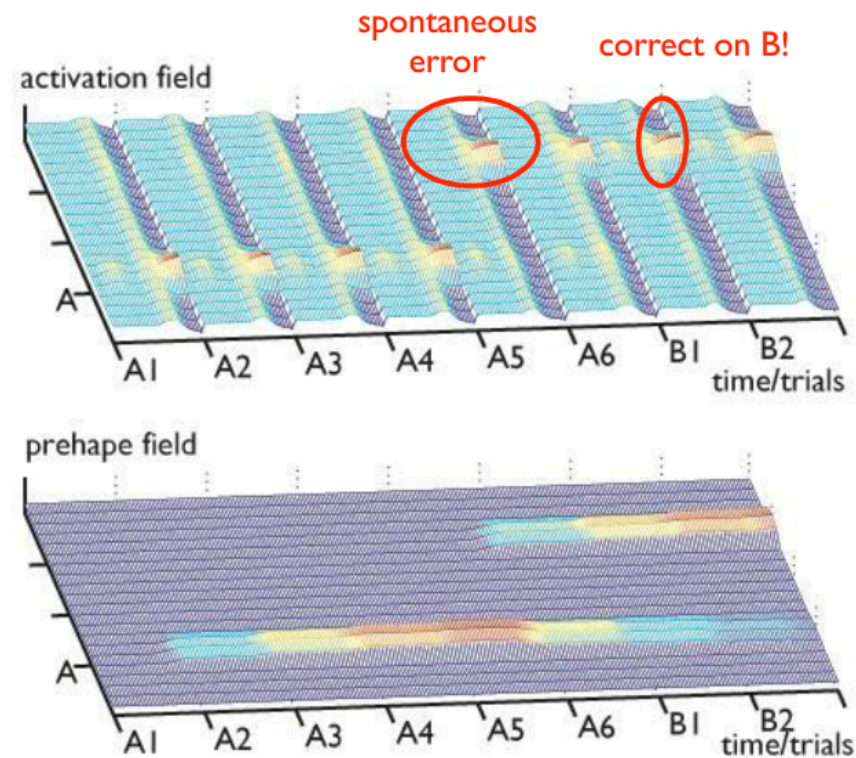 spontaneous
error
correct on B!
activation field
A
A1 A2 A3 A4 A5 A6 B1 B2
time/trials
prehape field
A
A1 A2 A3 A4 A5 A6 B1 B2
time/trials